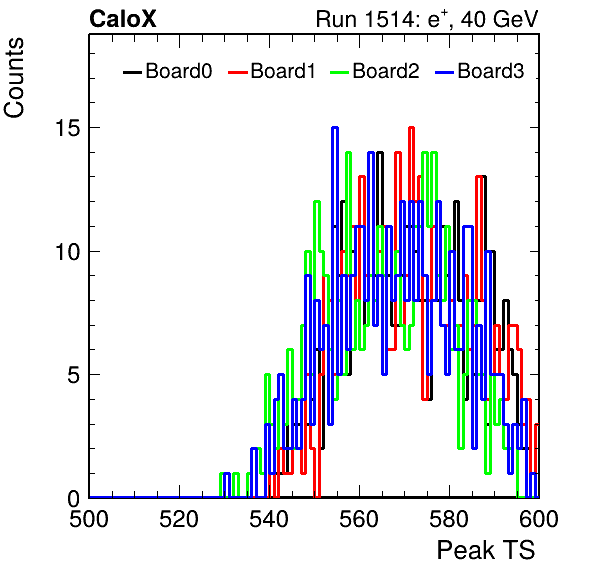 CaloX Run 1514: e⁺, 40 GeV
Counts
Board0 Board1 Board2 Board3
15
10
5
0
500 520 540 560 580 600
Peak TS